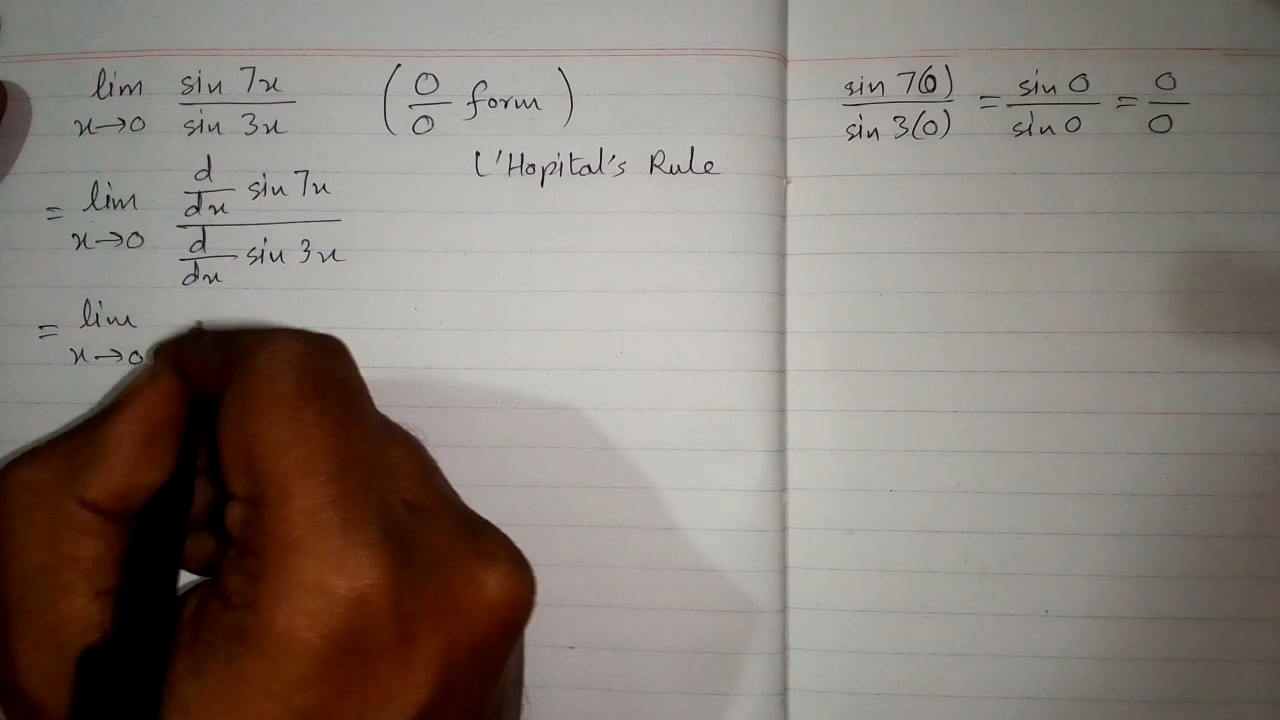 lim x→0 sin 7x / sin 3x (0/0 form)
L'Hopital's Rule
= lim x→0 d/dx sin 7x / d/dx sin 3x
= lim x→0
sin 7(0) / sin 3(0) = sin 0 / sin 0 = 0/0